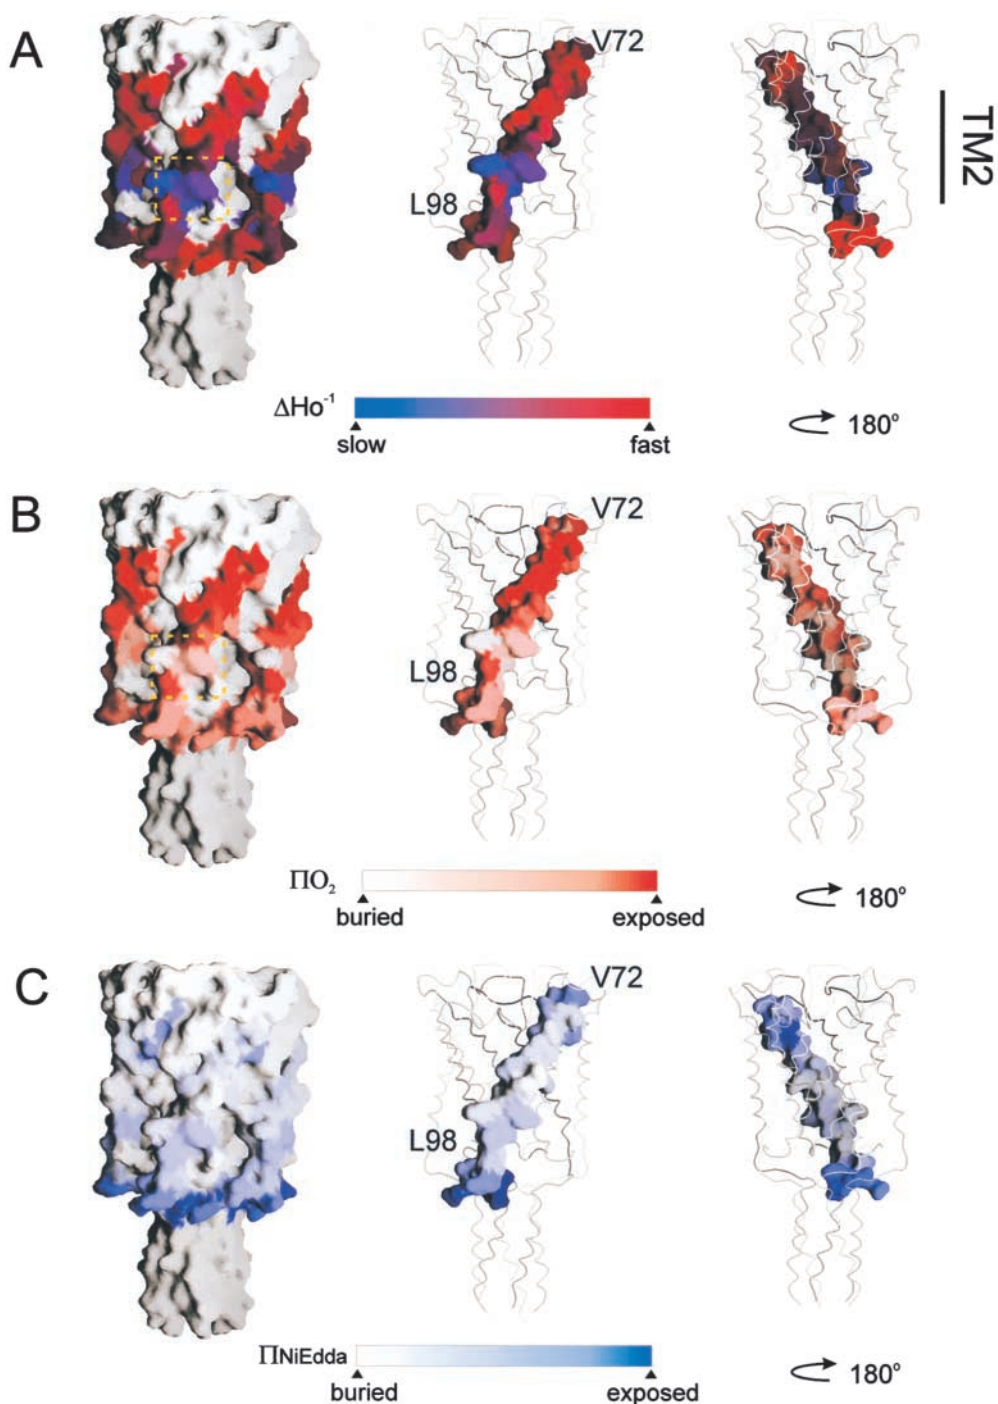 A
V72
L98
TM2
ΔHo⁻¹
slow
fast
180°
B
V72
L98
ΠO₂
buried
exposed
180°
C
V72
L98
ΠNiEdda
buried
exposed
180°